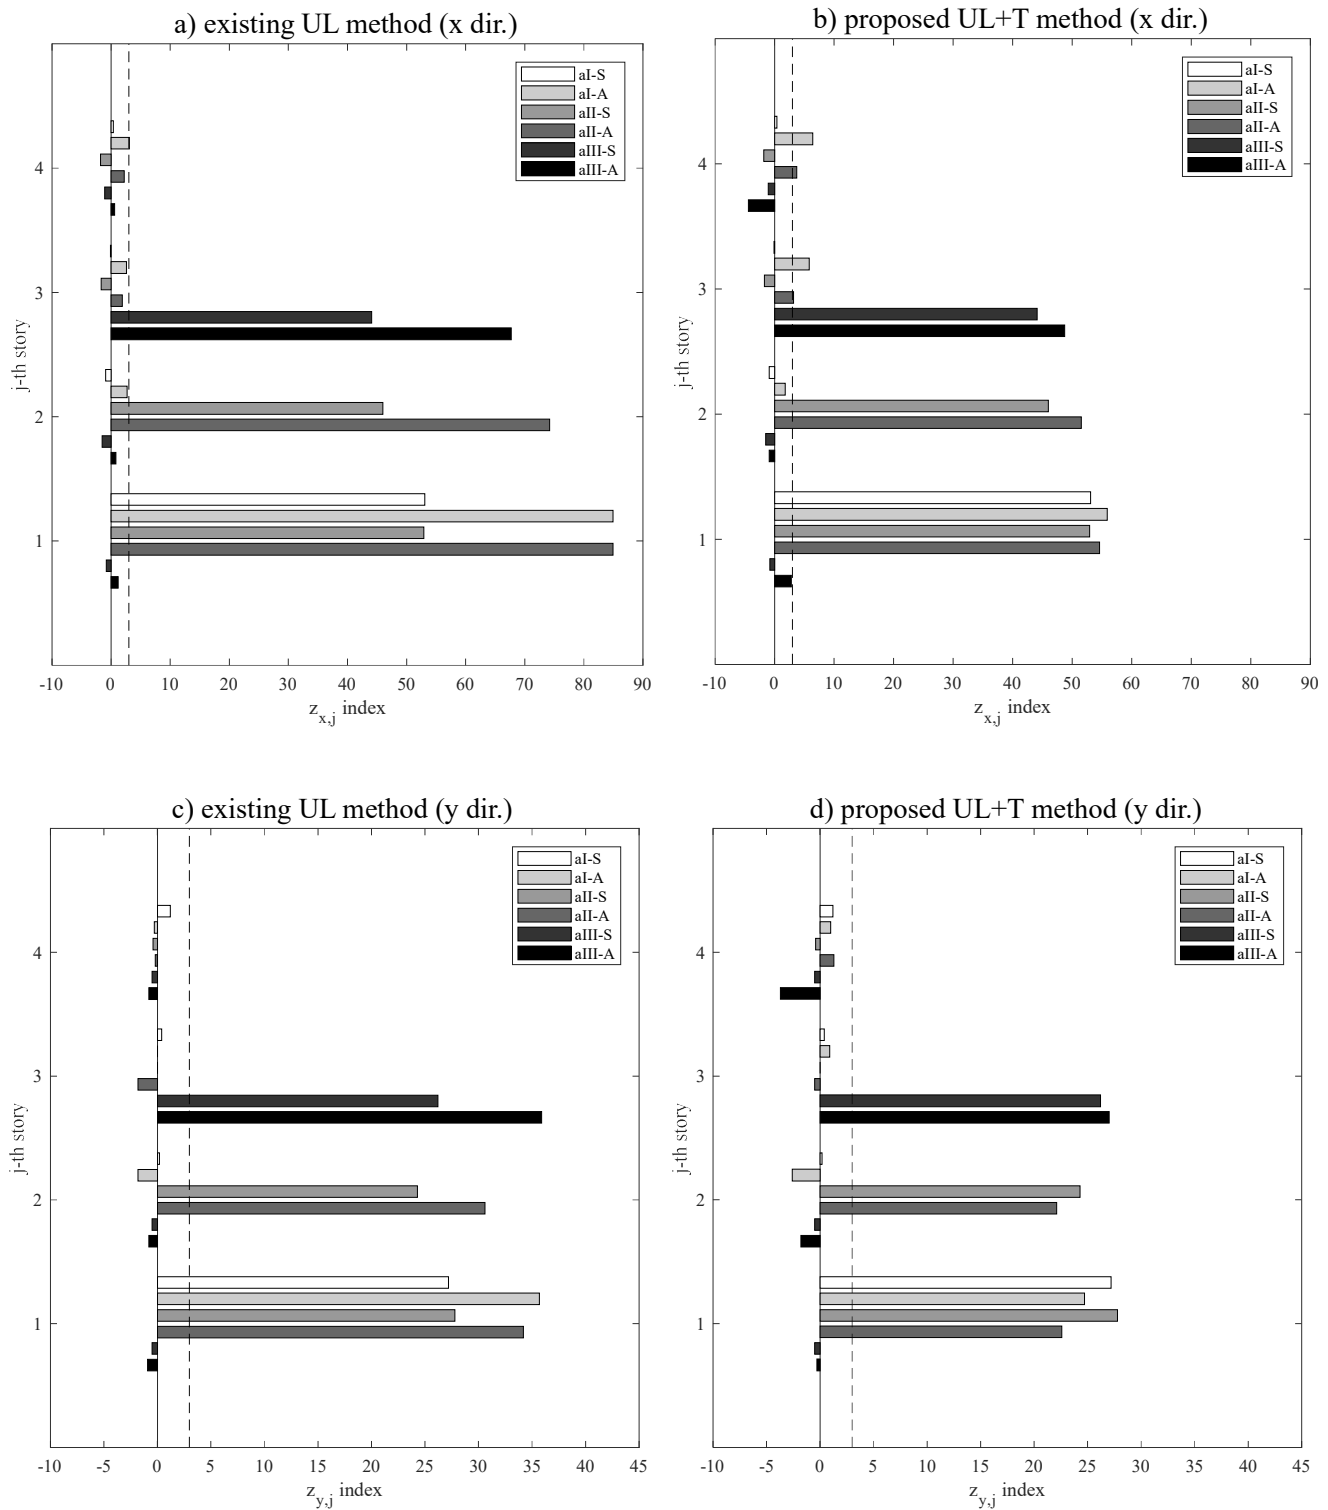 a) existing UL method (x dir.)
aI-S
aI-A
aII-S
aII-A
aIII-S
aIII-A
4
3
2
1
j-th story
-10 0 10 20 30 40 50 60 70 80 90
z_x,j index
b) proposed UL+T method (x dir.)
aI-S
aI-A
aII-S
aII-A
aIII-S
aIII-A
4
3
2
1
j-th story
-10 0 10 20 30 40 50 60 70 80 90
z_x,j index
c) existing UL method (y dir.)
aI-S
aI-A
aII-S
aII-A
aIII-S
aIII-A
4
3
2
1
j-th story
-10 -5 0 5 10 15 20 25 30 35 40 45
z_y,j index
d) proposed UL+T method (y dir.)
aI-S
aI-A
aII-S
aII-A
aIII-S
aIII-A
4
3
2
1
j-th story
-10 -5 0 5 10 15 20 25 30 35 40 45
z_y,j index